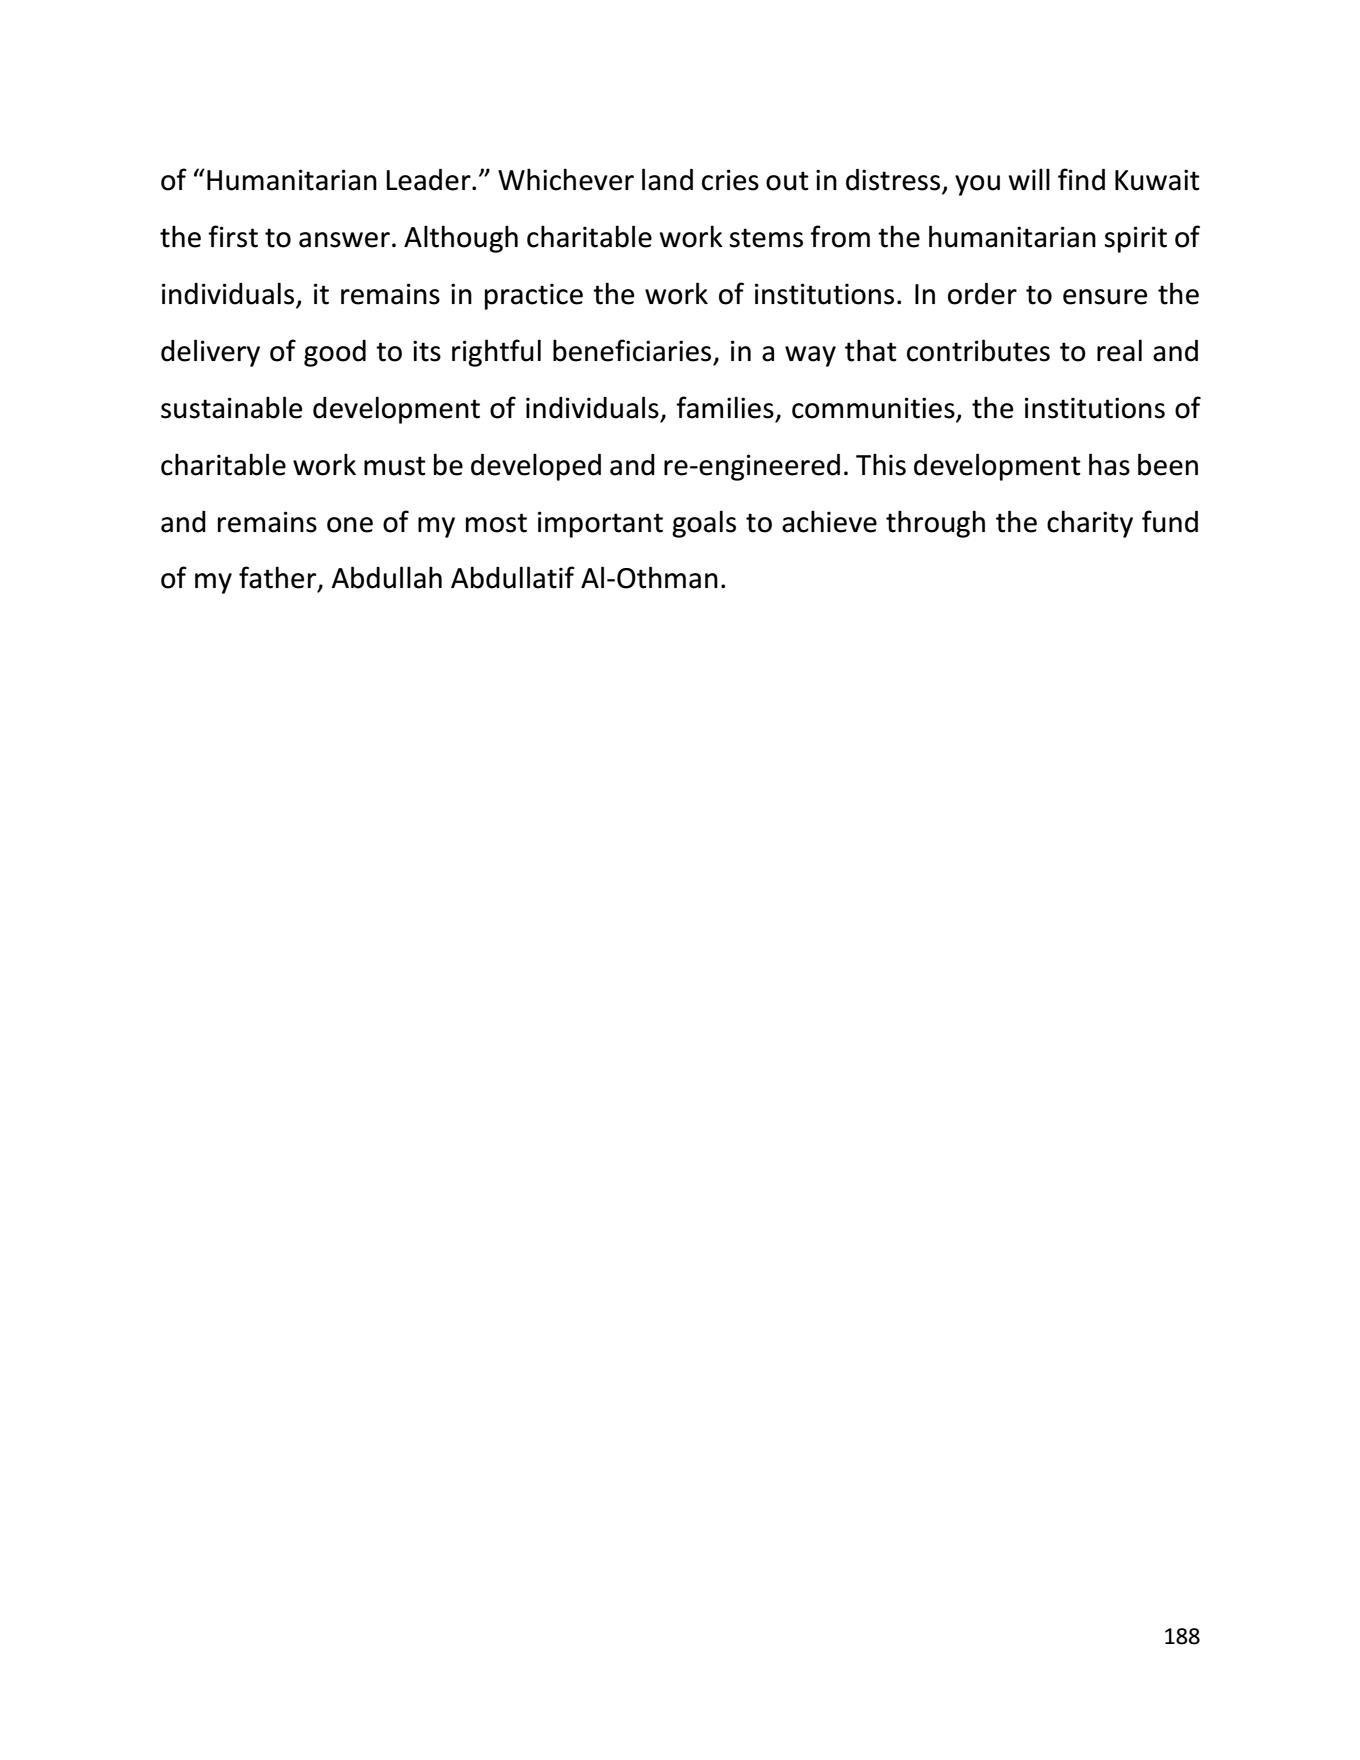 of “Humanitarian Leader.” Whichever land cries out in distress, you will find Kuwait
the first to answer. Although charitable work stems from the humanitarian spirit of
individuals, it remains in practice the work of institutions. In order to ensure the
delivery of good to its rightful beneficiaries, in a way that contributes to real and
sustainable development of individuals, families, communities, the institutions of
charitable work must be developed and re-engineered. This development has been
and remains one of my most important goals to achieve through the charity fund
of my father, Abdullah Abdullatif Al-Othman.
188